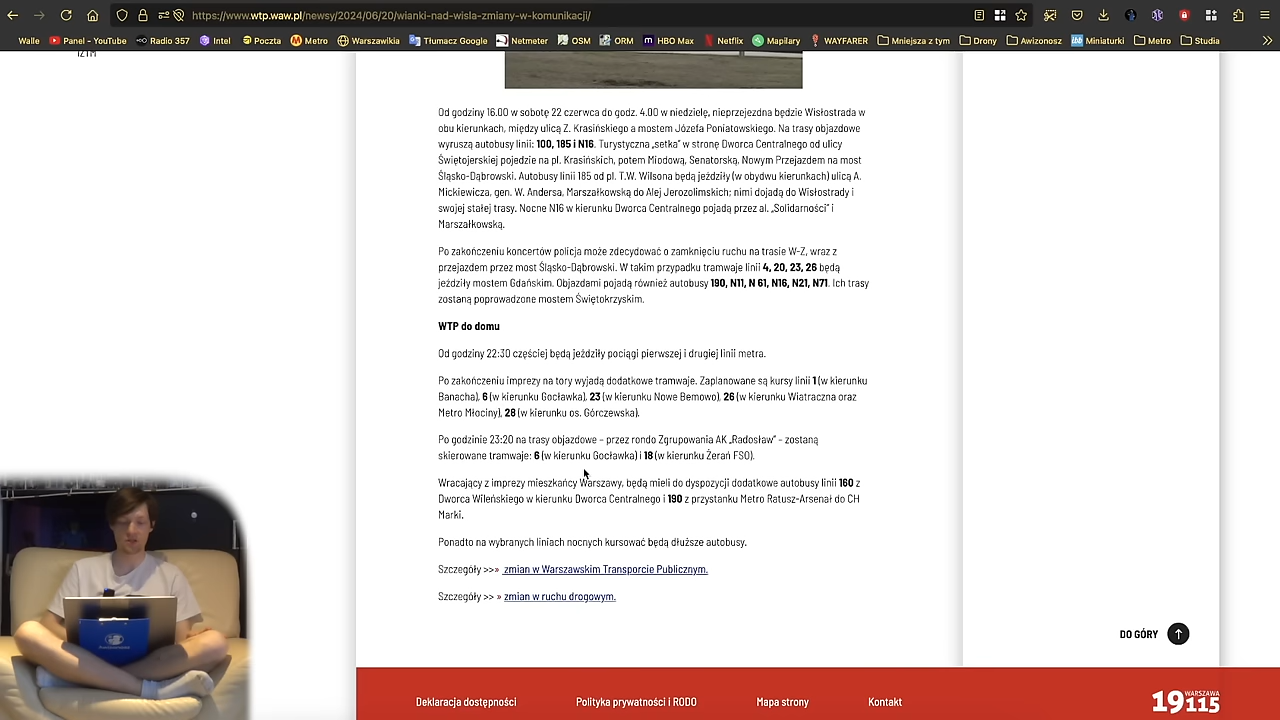 https://www.wtp.waw.pl/newsy/2024/06/20/wianki-nad-wisla-zmiany-w-komunikacji/
Walle Panel - YouTube Radio 357 Intel Poczta Metro Warszawikia Tłumacz Google Netmeter OSM ORM HBO Max Netflix Mapilary WAYFARER Mniejsza z tym Drony Awizonosz Miniaturki Metro Studia
Od godziny 16.00 w sobotę 22 czerwca do godz. 4.00 w niedzielę, nieprzejezdna będzie Wisłostrada w
obu kierunkach, między ulicą Z. Krasińskiego a mostem Józefa Poniatowskiego. Na trasy objazdowe
wyruszą autobusy linii: 100, 185 i N16. Turystyczna „setka" w stronę Dworca Centralnego od ulicy
Świętojerskiej pojedzie na pl. Krasińskich, potem Miodową, Senatorską, Nowym Przejazdem na most
Śląsko-Dąbrowski. Autobusy linii 185 od pl. T.W. Wilsona będą jeździły (w obydwu kierunkach) ulicą A.
Mickiewicza, gen. W. Andersa, Marszałkowską do Alej Jerozolimskich; nimi dojadą do Wisłostrady i
swojej stałej trasy. Nocne N16 w kierunku Dworca Centralnego pojadą przez al. „Solidarności" i
Marszałkowską.
Po zakończeniu koncertów policja może zdecydować o zamknięciu ruchu na trasie W-Z, wraz z
przejazdem przez most Śląsko-Dąbrowski. W takim przypadku tramwaje linii 4, 20, 23, 26 będą
jeździły mostem Gdańskim. Objazdami pojadą również autobusy 190, N11, N 61, N16, N21, N71. Ich trasy
zostaną poprowadzone mostem Świętokrzyskim.
WTP do domu
Od godziny 22:30 częściej będą jeździły pociągi pierwszej i drugiej linii metra.
Po zakończeniu imprezy na tory wyjadą dodatkowe tramwaje. Zaplanowane są kursy linii 1 (w kierunku
Banacha), 6 (w kierunku Gocławka), 23 (w kierunku Nowe Bemowo), 26 (w kierunku Wiatraczna oraz
Metro Młociny), 28 (w kierunku os. Górczewska).
Po godzinie 23:20 na trasy objazdowe – przez rondo Zgrupowania AK „Radosław" – zostaną
skierowane tramwaje: 6 (w kierunku Gocławka) i 18 (w kierunku Żerań FSO).
Wracający z imprezy mieszkańcy Warszawy, będą mieli do dyspozycji dodatkowe autobusy linii 160 z
Dworca Wileńskiego w kierunku Dworca Centralnego i 190 z przystanku Metro Ratusz-Arsenał do CH
Marki.
Ponadto na wybranych liniach nocnych kursować będą dłuższe autobusy.
Szczegóły >>» zmian w Warszawskim Transporcie Publicznym.
Szczegóły >> » zmian w ruchu drogowym.
DO GÓRY
Deklaracja dostępności Polityka prywatności i RODO Mapa strony Kontakt
WARSZAWA
19115